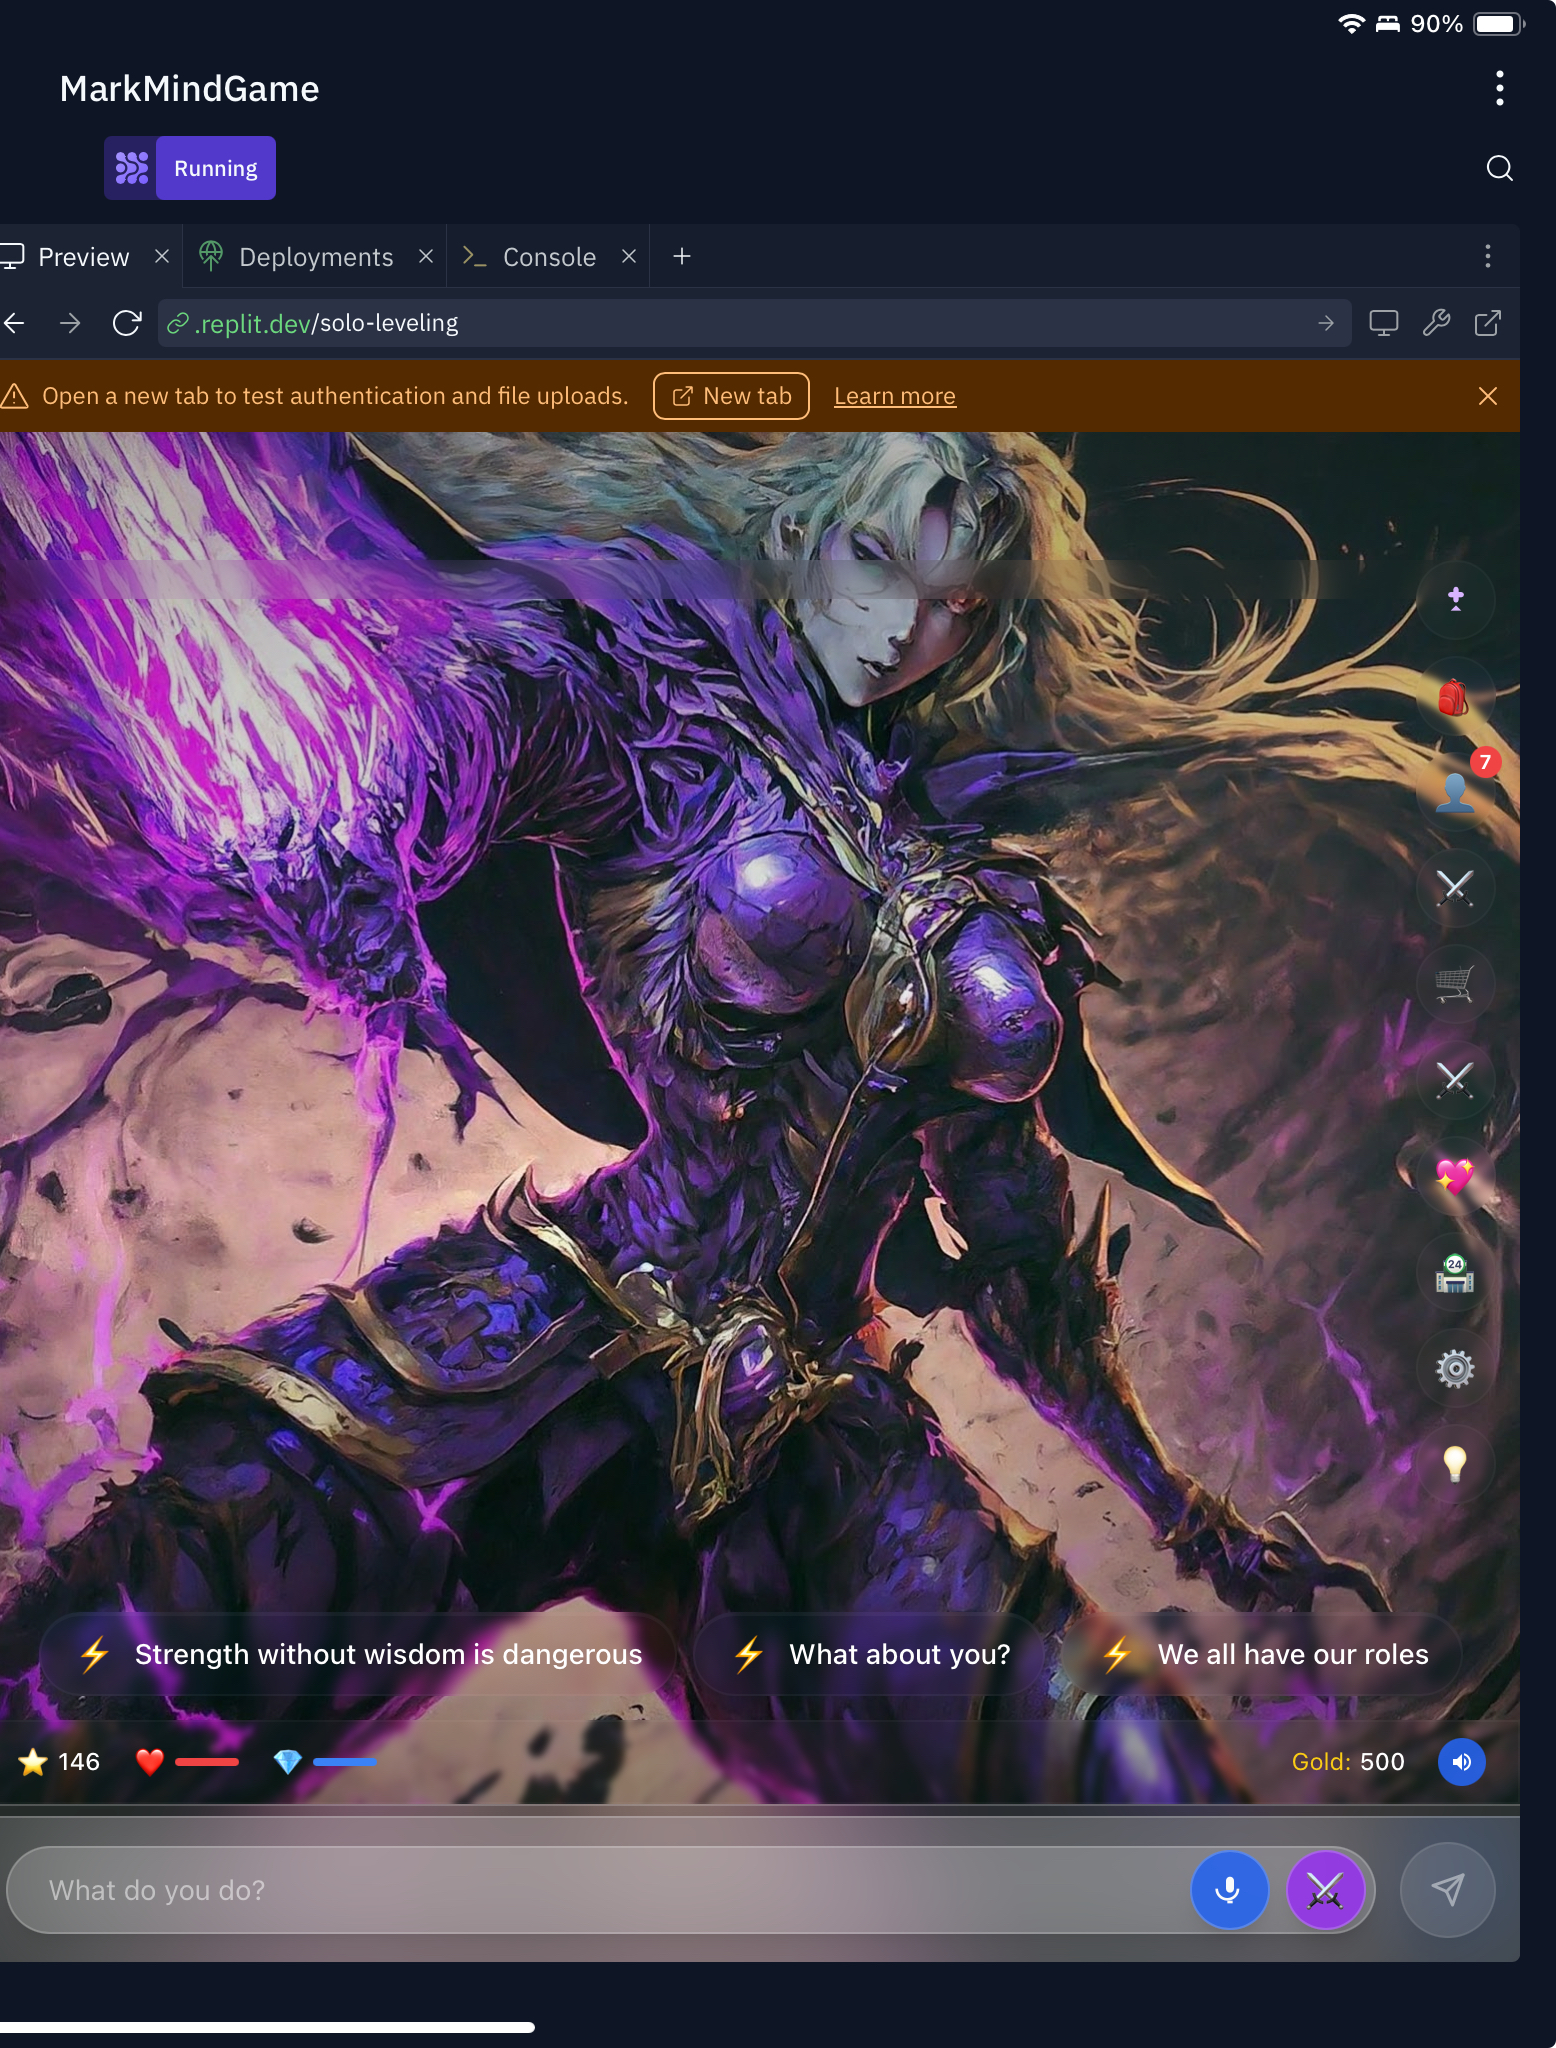 90%
MarkMindGame
Running
Preview
Deployments
Console
.replit.dev/solo-leveling
Open a new tab to test authentication and file uploads.
New tab
Learn more
7
24
Strength without wisdom is dangerous
What about you?
We all have our roles
146
Gold: 500
What do you do?